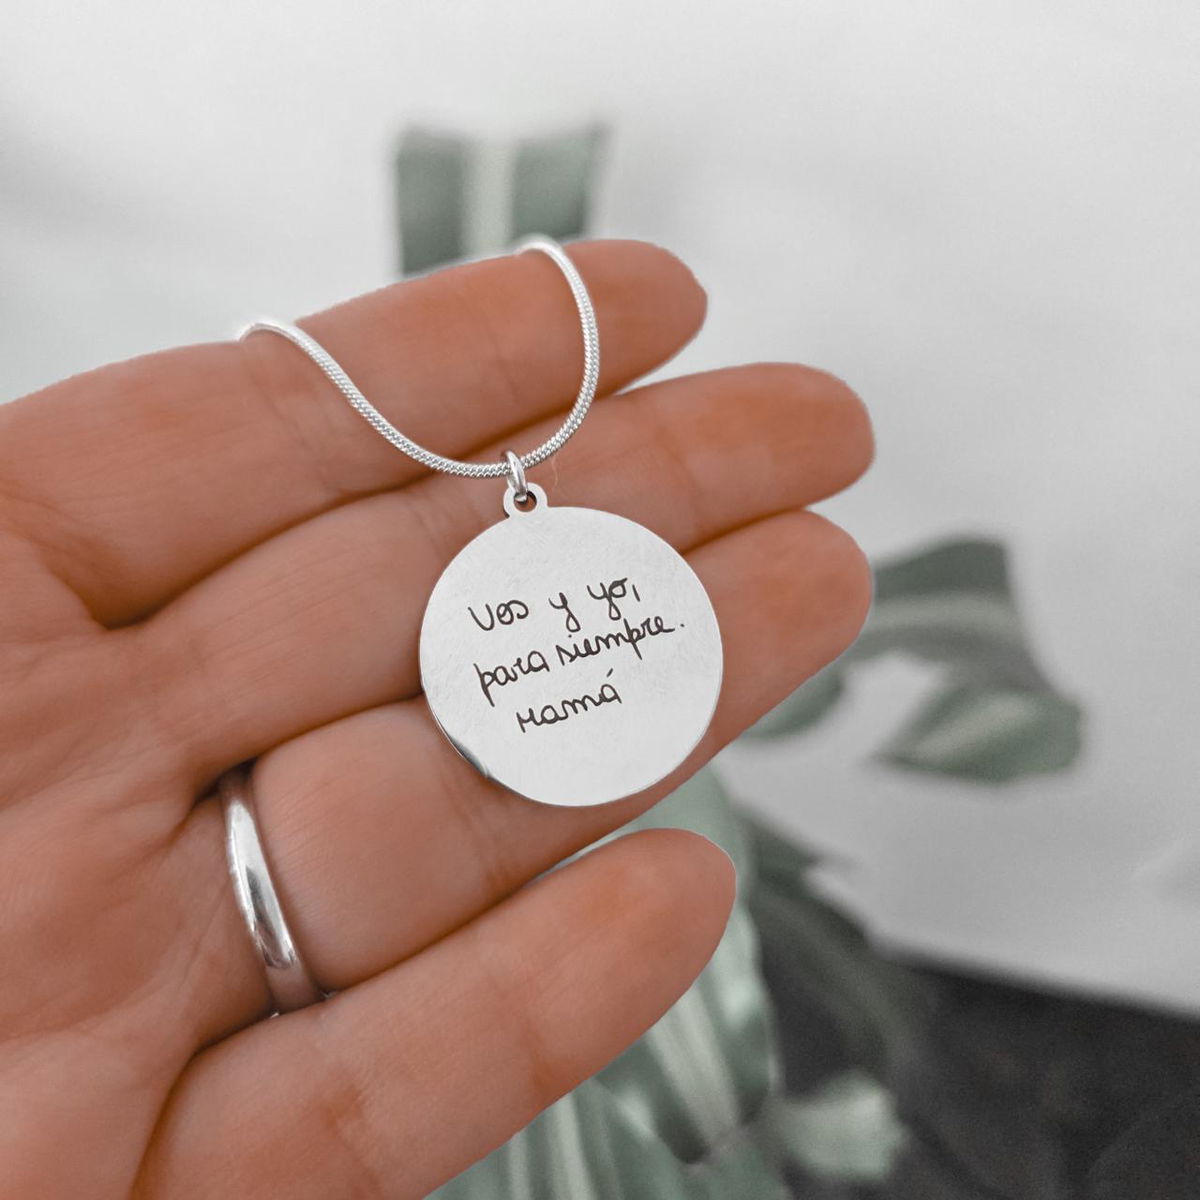 Vos y yo,
para siempre.
Mamá